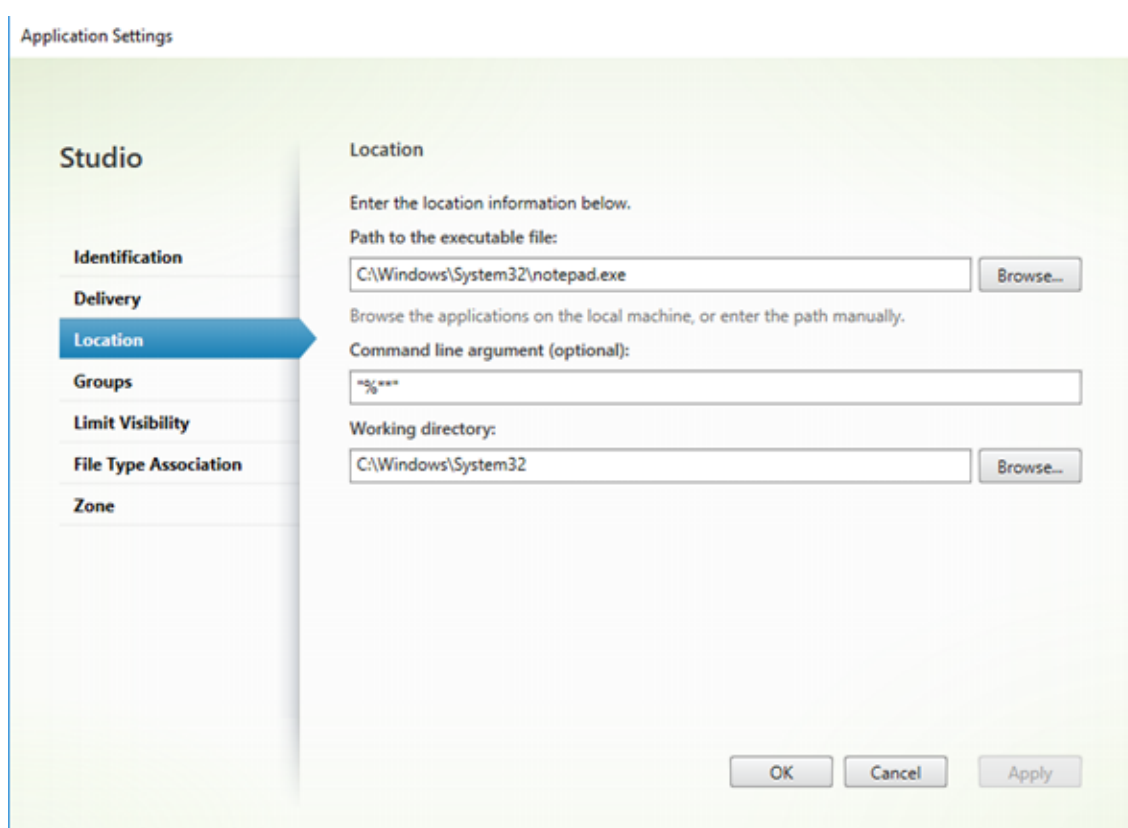 Application Settings
Studio
Identification
Delivery
Location
Groups
Limit Visibility
File Type Association
Zone
Location
Enter the location information below.
Path to the executable file:
C:\Windows\System32\notepad.exe
Browse...
Browse the applications on the local machine, or enter the path manually.
Command line argument (optional):
"%**"
Working directory:
C:\Windows\System32
Browse...
OK
Cancel
Apply